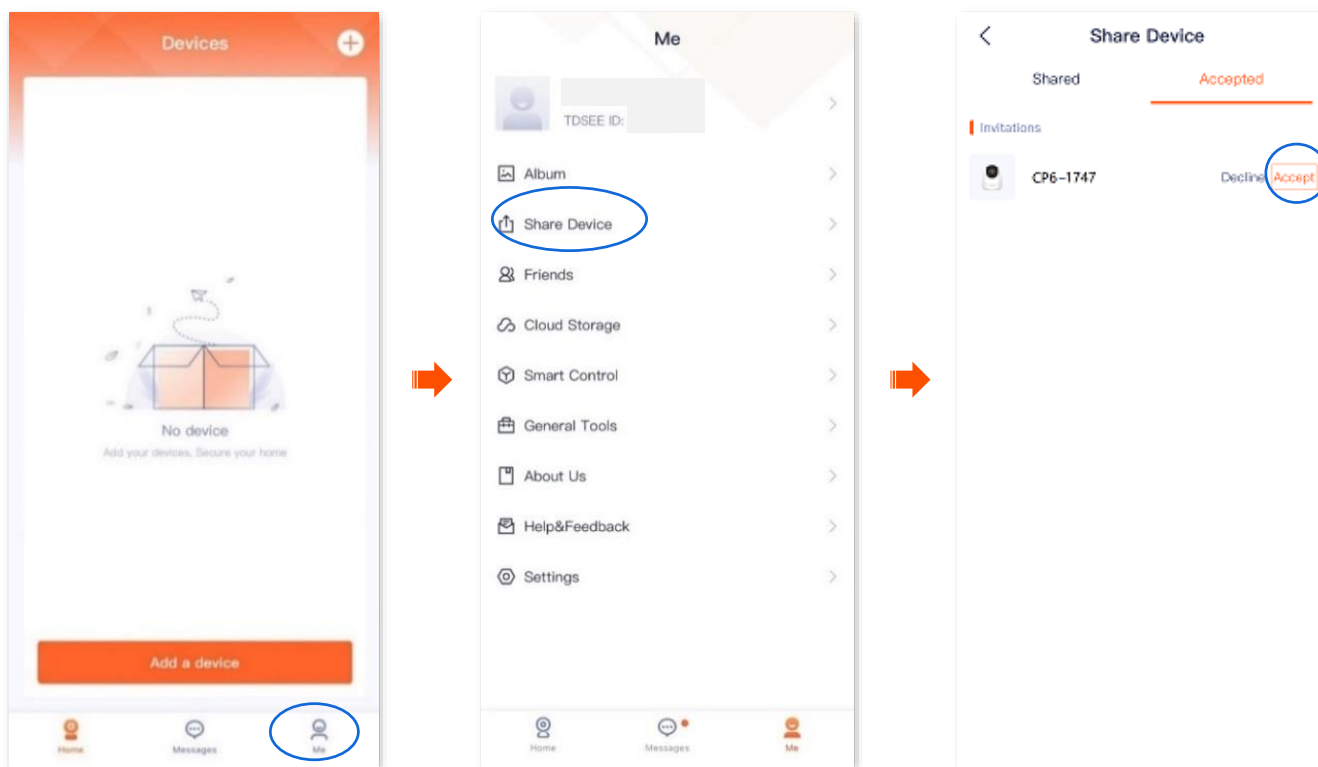 Devices
No device
Add your devices, Secure your home
Add a device
Home
Messages
Me
Me
TDSEE ID:
Album
Share Device
Friends
Cloud Storage
Smart Control
General Tools
About Us
Help&Feedback
Settings
Home
Messages
Me
Share Device
Shared
Accepted
Invitations
CP6-1747
Decline
Accept